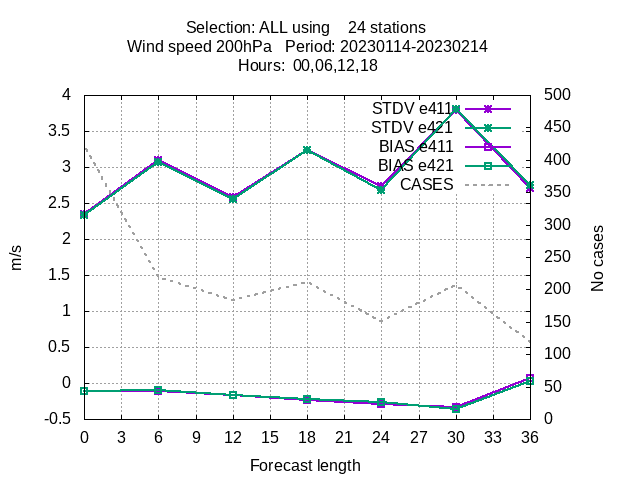 Selection: ALL using    24 stations
Wind speed 200hPa   Period: 20230114-20230214
Hours:  00,06,12,18
STDV e411
STDV e421
BIAS e411
BIAS e421
CASES
4
3.5
3
2.5
2
1.5
1
0.5
0
-0.5
m/s
500
450
400
350
300
250
200
150
100
50
0
No cases
0 3 6 9 12 15 18 21 24 27 30 33 36
Forecast length